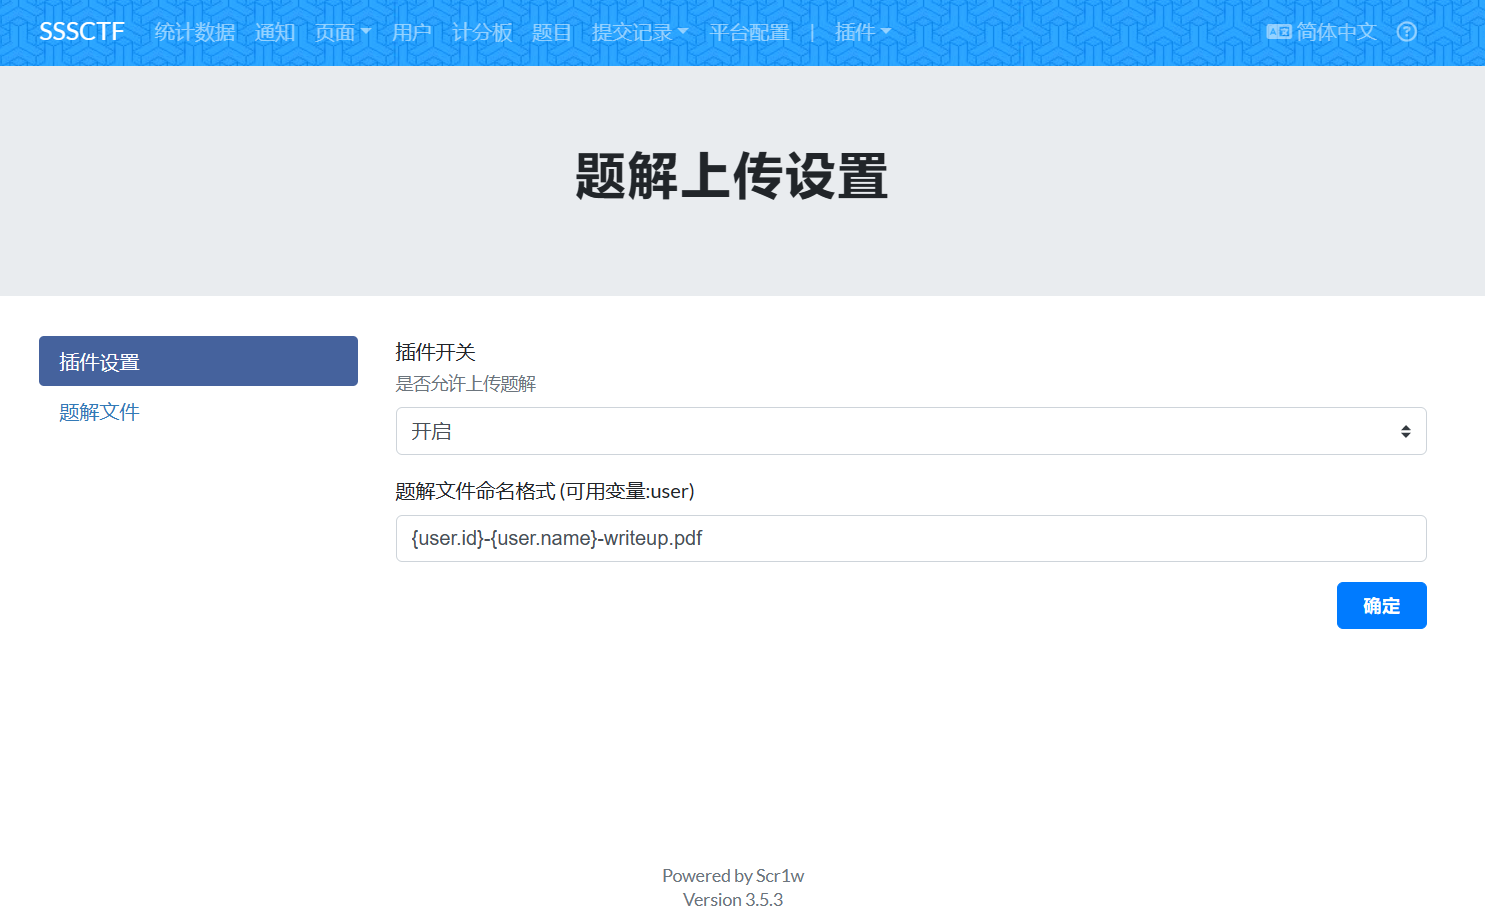 SSSCTF 统计数据 通知 页面 用户 计分板 题目 提交记录 平台配置 | 插件 简体中文
题解上传设置
插件设置
题解文件
插件开关
是否允许上传题解
开启
题解文件命名格式 (可用变量:user)
{user.id}-{user.name}-writeup.pdf
确定
Powered by Scr1w
Version 3.5.3